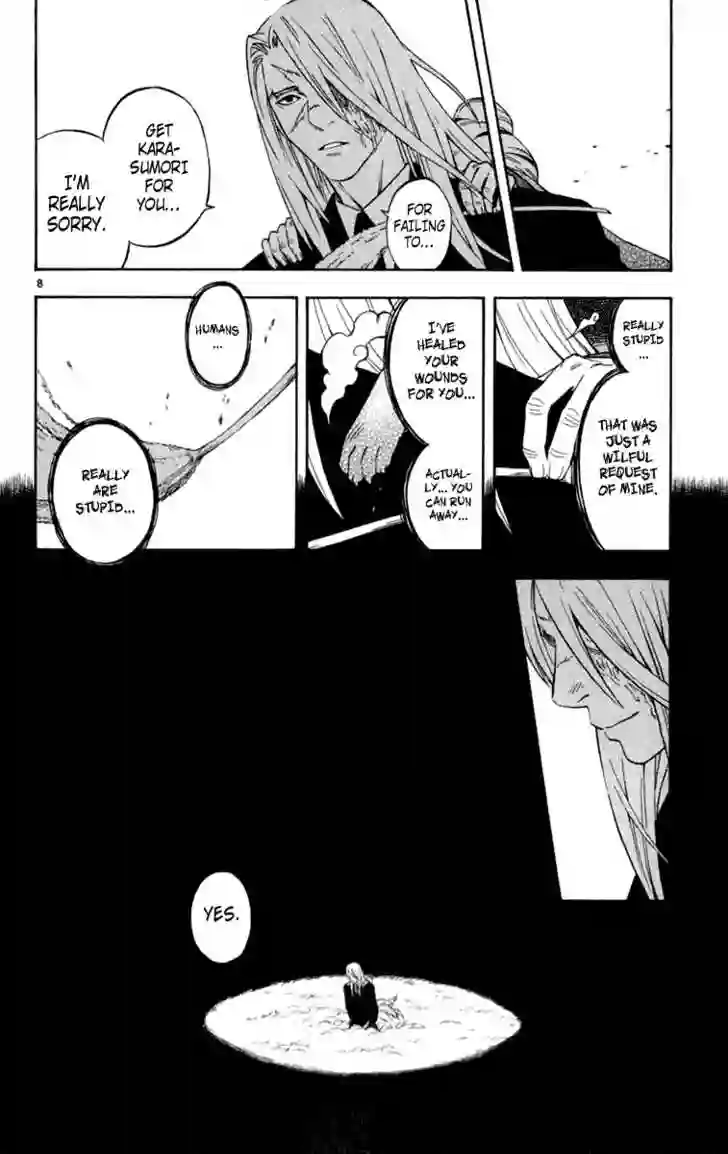 FOR
FAILING
TO...
GET
KARA-
SUMORI
FOR
YOU...
I'M
REALLY
SORRY.
8
REALLY
STUPID
...
THAT WAS
JUST A
WILFUL
REQUEST
OF MINE.
I'VE
HEALED
YOUR
WOUNDS
FOR YOU...
ACTUAL-
LY... YOU
CAN RUN
AWAY...
HUMANS
...
REALLY
ARE
STUPID...
YES.